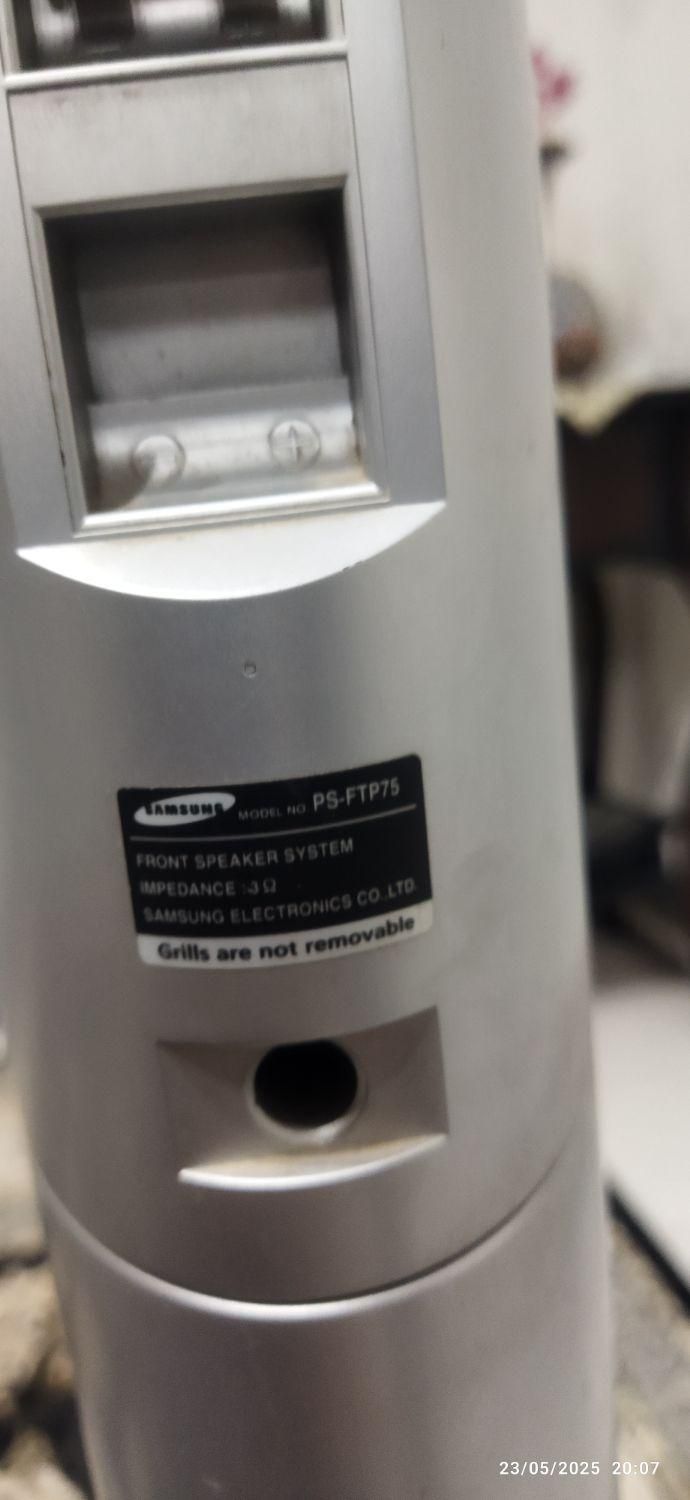 SAMSUNG MODEL NO. PS-FTP75
FRONT SPEAKER SYSTEM
IMPEDANCE :3 Ω
SAMSUNG ELECTRONICS CO.,LTD.
Grills are not removable
23/05/2025 20:07